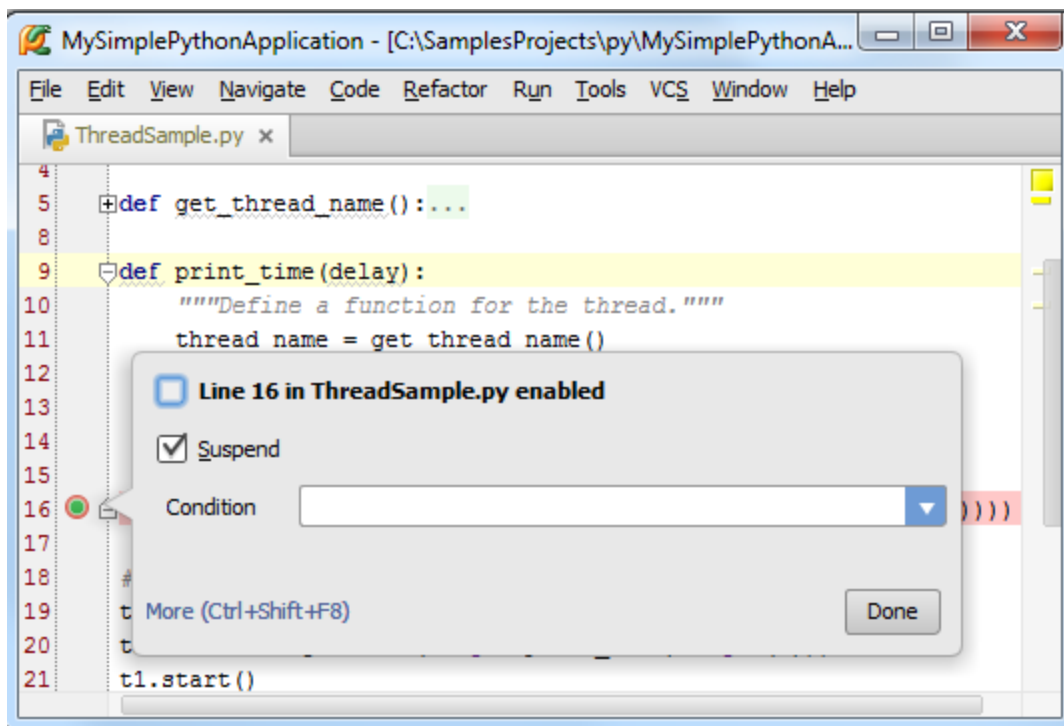 MySimplePythonApplication - [C:\SamplesProjects\py\MySimplePythonA...
File Edit View Navigate Code Refactor Run Tools VCS Window Help
ThreadSample.py
4
5 def get_thread_name():...
8
9 def print_time(delay):
10 """Define a function for the thread."""
11 thread_name = get_thread_name()
12
13
14
15
16 ))))
17
18 #
19 t
20 t
21 t1.start()
Line 16 in ThreadSample.py enabled
Suspend
Condition
More (Ctrl+Shift+F8) Done